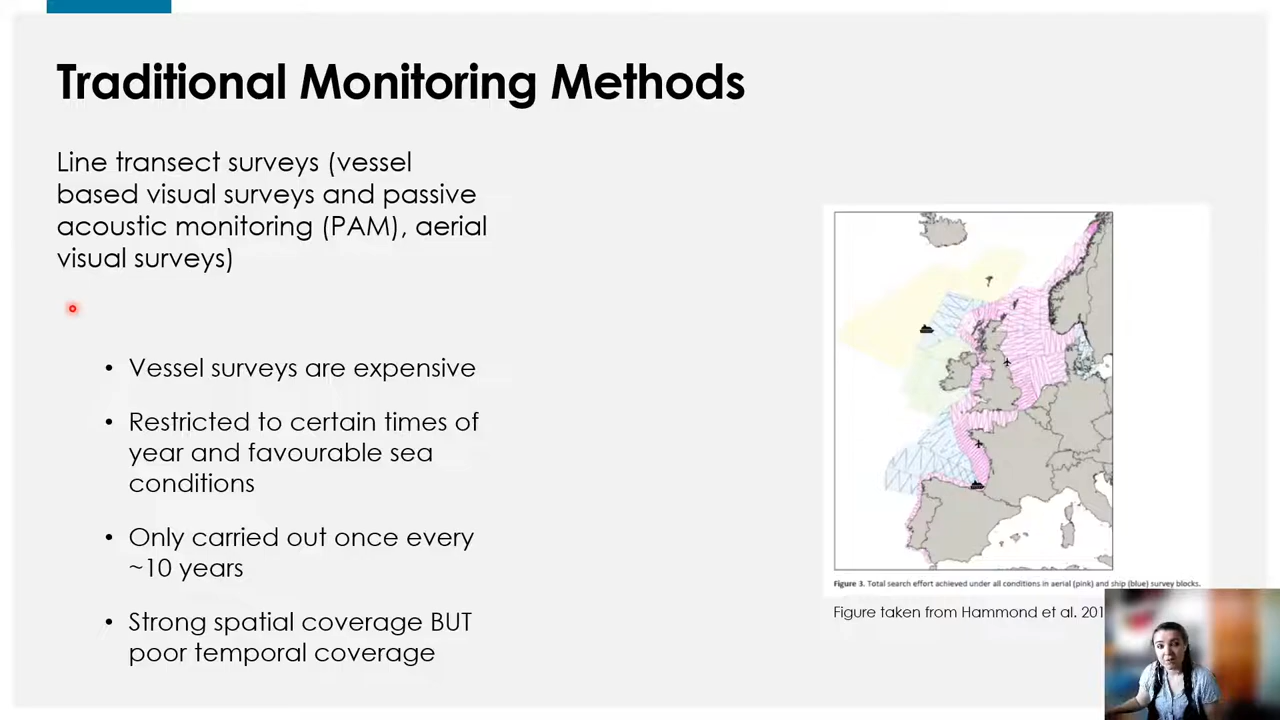 Traditional Monitoring Methods
Line transect surveys (vessel
based visual surveys and passive
acoustic monitoring (PAM), aerial
visual surveys)
• Vessel surveys are expensive
• Restricted to certain times of
year and favourable sea
conditions
• Only carried out once every
~10 years
• Strong spatial coverage BUT
poor temporal coverage
Figure 3. Total search effort achieved under all conditions in aerial (pink) and ship (blue) survey blocks.
Figure taken from Hammond et al. 201